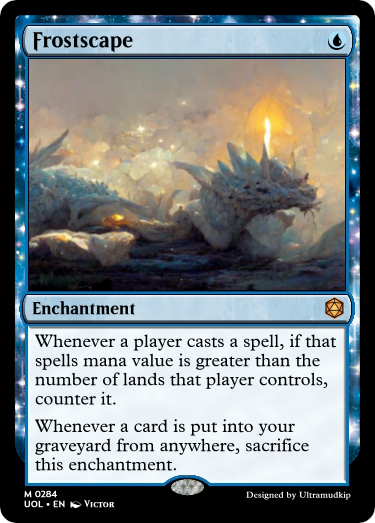 Frostscape
Enchantment
Whenever a player casts a spell, if that
spells mana value is greater than the
number of lands that player controls,
counter it.
Whenever a card is put into your
graveyard from anywhere, sacrifice
this enchantment.
M 0284
UOL • EN VICTOR
Designed by Ultramudkip